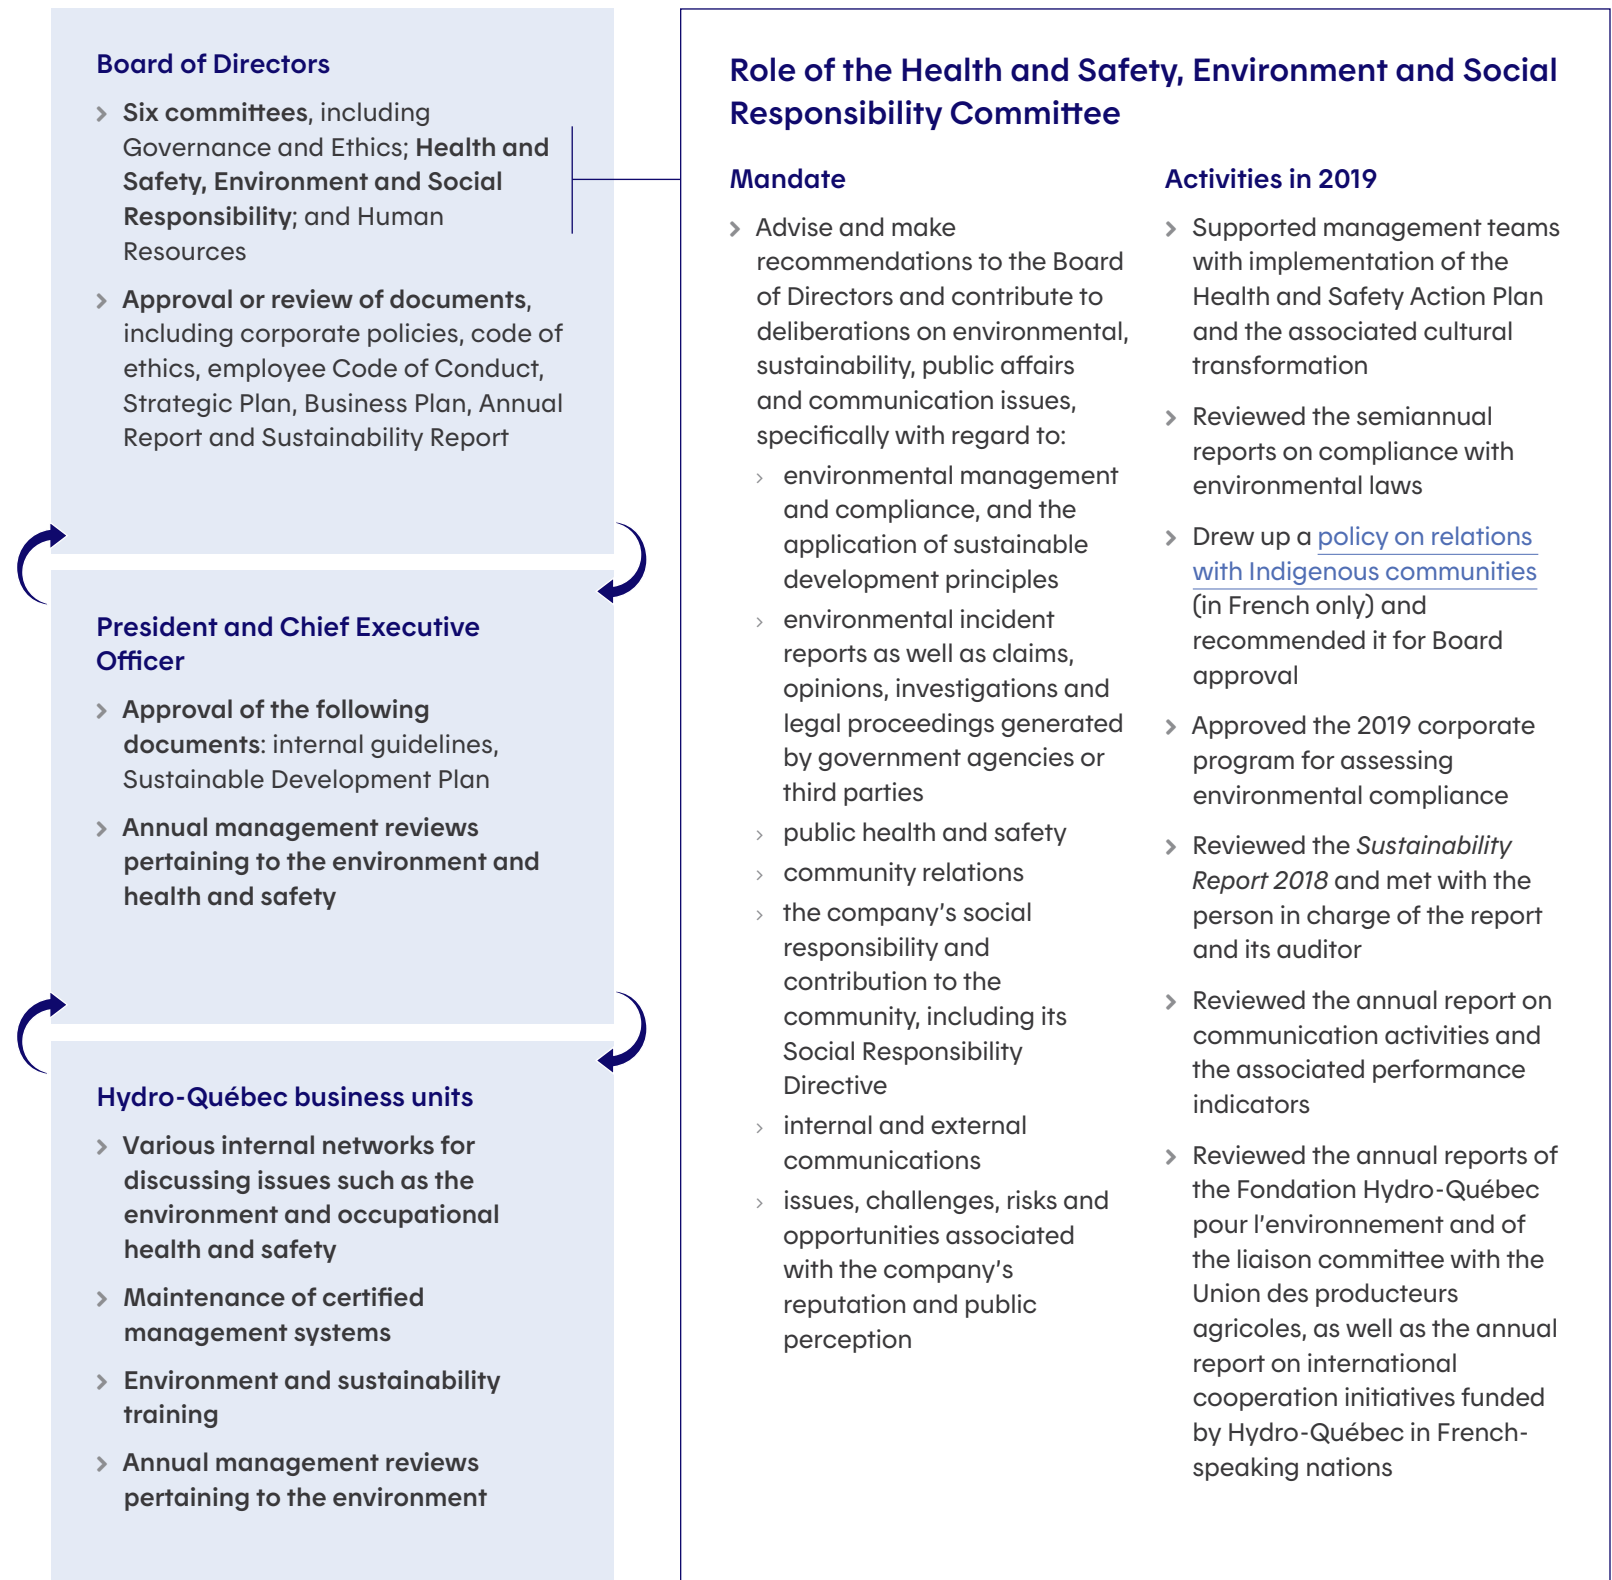 Board of Directors
› Six committees, including
Governance and Ethics; Health and
Safety, Environment and Social
Responsibility; and Human
Resources
› Approval or review of documents,
including corporate policies, code of
ethics, employee Code of Conduct,
Strategic Plan, Business Plan, Annual
Report and Sustainability Report
President and Chief Executive
Officer
› Approval of the following
documents: internal guidelines,
Sustainable Development Plan
› Annual management reviews
pertaining to the environment and
health and safety
Hydro-Québec business units
› Various internal networks for
discussing issues such as the
environment and occupational
health and safety
› Maintenance of certified
management systems
› Environment and sustainability
training
› Annual management reviews
pertaining to the environment
Role of the Health and Safety, Environment and Social
Responsibility Committee
Mandate
› Advise and make
recommendations to the Board
of Directors and contribute to
deliberations on environmental,
sustainability, public affairs
and communication issues,
specifically with regard to:
› environmental management
and compliance, and the
application of sustainable
development principles
› environmental incident
reports as well as claims,
opinions, investigations and
legal proceedings generated
by government agencies or
third parties
› public health and safety
› community relations
› the company's social
responsibility and
contribution to the
community, including its
Social Responsibility
Directive
› internal and external
communications
› issues, challenges, risks and
opportunities associated
with the company's
reputation and public
perception
Activities in 2019
› Supported management teams
with implementation of the
Health and Safety Action Plan
and the associated cultural
transformation
› Reviewed the semiannual
reports on compliance with
environmental laws
› Drew up a policy on relations
with Indigenous communities
(in French only) and
recommended it for Board
approval
› Approved the 2019 corporate
program for assessing
environmental compliance
› Reviewed the Sustainability
Report 2018 and met with the
person in charge of the report
and its auditor
› Reviewed the annual report on
communication activities and
the associated performance
indicators
› Reviewed the annual reports of
the Fondation Hydro-Québec
pour l'environnement and of
the liaison committee with the
Union des producteurs
agricoles, as well as the annual
report on international
cooperation initiatives funded
by Hydro-Québec in French-
speaking nations